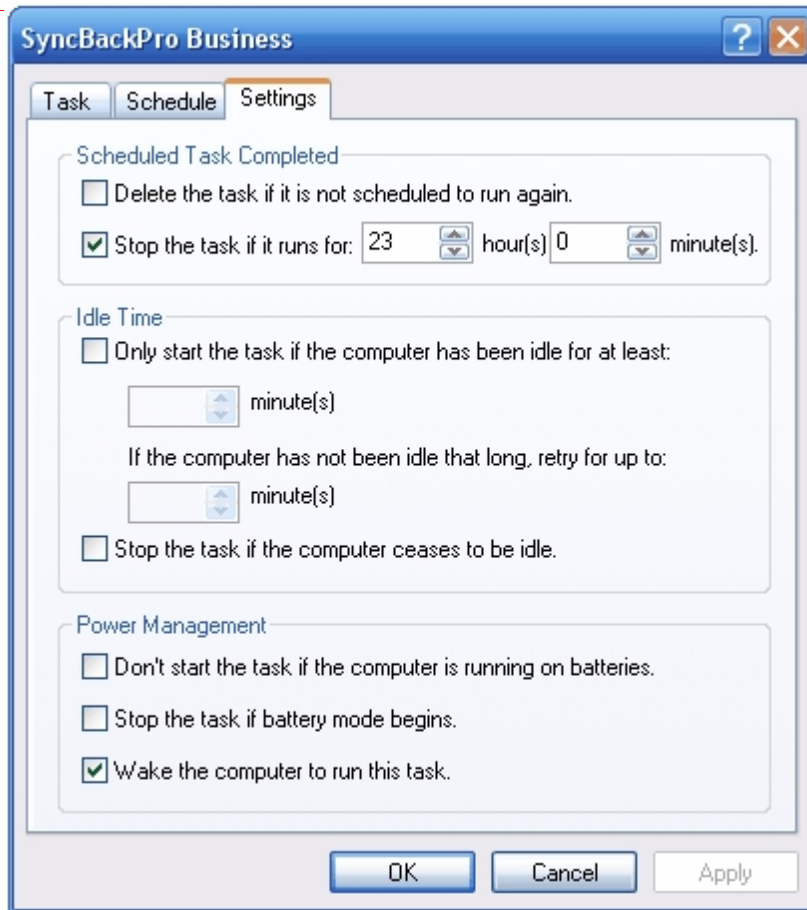 SyncBackPro Business
Task Schedule Settings
Scheduled Task Completed
Delete the task if it is not scheduled to run again.
Stop the task if it runs for: 23 hour(s) 0 minute(s).
Idle Time
Only start the task if the computer has been idle for at least:
minute(s)
If the computer has not been idle that long, retry for up to:
minute(s)
Stop the task if the computer ceases to be idle.
Power Management
Don't start the task if the computer is running on batteries.
Stop the task if battery mode begins.
Wake the computer to run this task.
OK Cancel Apply